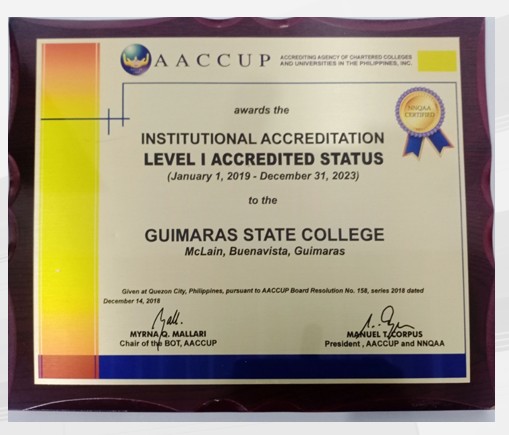 AACCUP
ACCREDITING AGENCY OF CHARTERED COLLEGES
AND UNIVERSITIES IN THE PHILIPPINES, INC.
awards the
NNQAA
CERTIFIED
INSTITUTIONAL ACCREDITATION
LEVEL I ACCREDITED STATUS
(January 1, 2019 - December 31, 2023)
to the
GUIMARAS STATE COLLEGE
McLain, Buenavista, Guimaras
Given at Quezon City, Philippines, pursuant to AACCUP Board Resolution No. 158, series 2018 dated
December 14, 2018
MYRNA Q. MALLARI
Chair of the BOT, AACCUP
MANUEL T. CORPUS
President , AACCUP and NNQAA